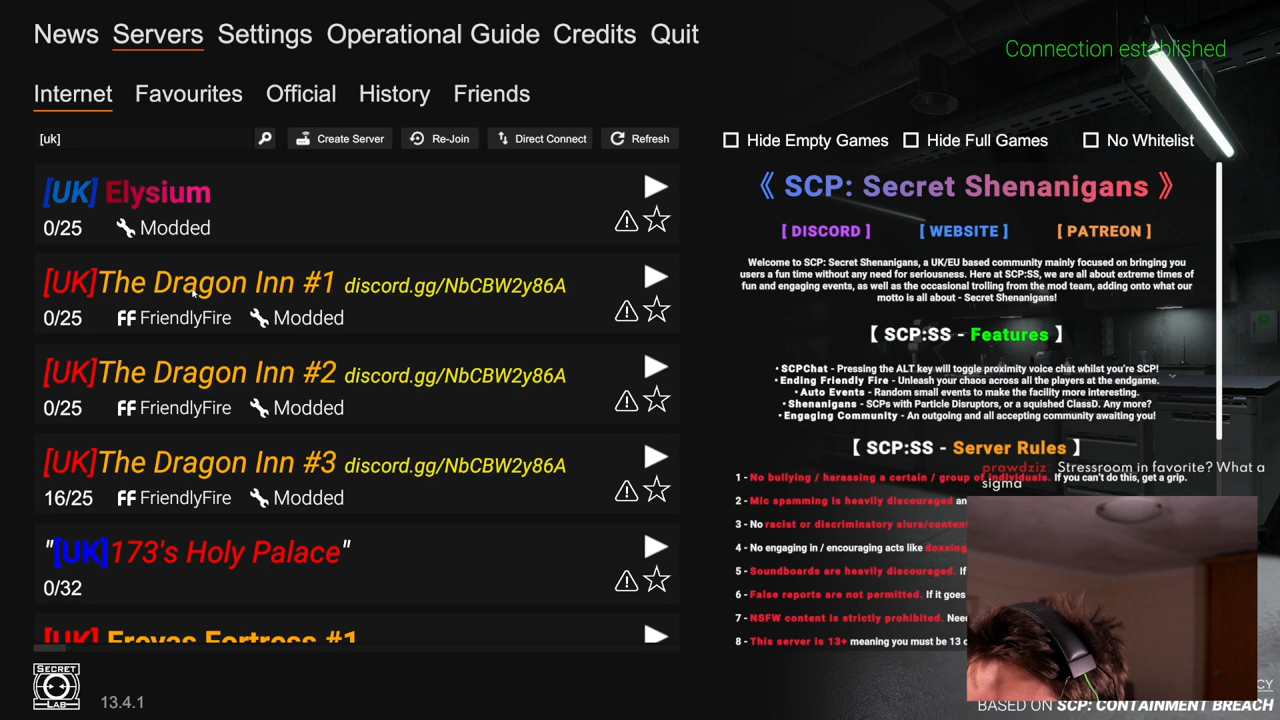 News Servers Settings Operational Guide Credits Quit
Connection established
Internet Favourites Official History Friends
[uk] Create Server Re-Join Direct Connect Refresh
Hide Empty Games Hide Full Games No Whitelist
[UK] Elysium
0/25 Modded
[UK]The Dragon Inn #1 discord.gg/NbCBW2y86A
0/25 FF FriendlyFire Modded
[UK]The Dragon Inn #2 discord.gg/NbCBW2y86A
0/25 FF FriendlyFire Modded
[UK]The Dragon Inn #3 discord.gg/NbCBW2y86A
16/25 FF FriendlyFire Modded
"[UK]173's Holy Palace"
0/32
[UK] Freyas Fortress #1
SECRET LAB
13.4.1
《 SCP: Secret Shenanigans 》
[ DISCORD ] [ WEBSITE ] [ PATREON ]
Welcome to SCP: Secret Shenanigans, a UK/EU based community mainly focused on bringing you
users a fun time without any need for seriousness. Here at SCP:SS, we are all about extreme times of
fun and engaging events, as well as the occasional trolling from the mod team, adding onto what our
motto is all about - Secret Shenanigans!
【 SCP:SS - Features 】
• SCPChat - Pressing the ALT key will toggle proximity voice chat whilst you're SCP!
• Ending Friendly Fire - Unleash your chaos across all the players at the endgame.
• Auto Events - Random small events to make the facility more interesting.
• Shenanigans - SCPs with Particle Disruptors, or a squished ClassD. Any more?
• Engaging Community - An outgoing and all accepting community awaiting you!
【 SCP:SS - Server Rules 】
prawdziz Stressroom in favorite? What a
sigma
1 - No bullying / harassing a certain / group of individuals. If you can't do this, get a grip.
2 - Mic spamming is heavily discouraged an
3 - No racist or discriminatory slurs/conten
4 - No engaging in / encouraging acts like doxxing
5 - Soundboards are heavily discouraged. If
6 - False reports are not permitted. If it goes
7 - NSFW content is strictly prohibited. Need
8 - This server is 13+ meaning you must be 13 o
CY
BASED ON SCP: CONTAINMENT BREACH